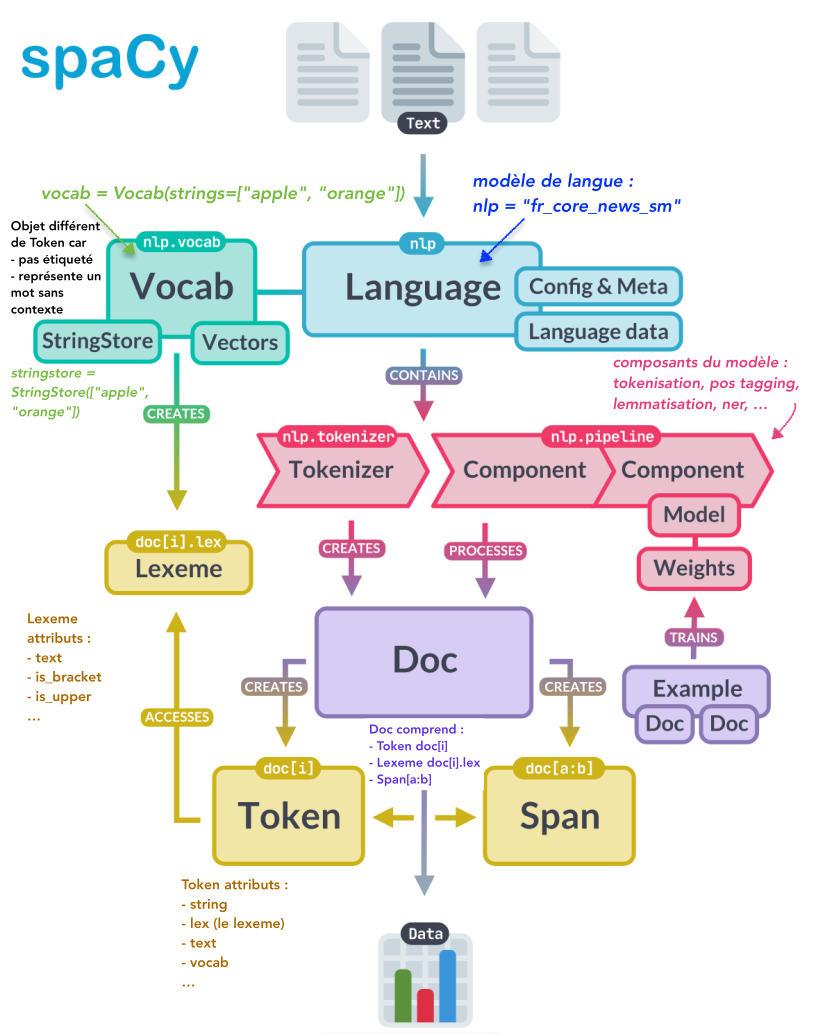 spaCy
Text
vocab = Vocab(strings=["apple", "orange"])
modèle de langue :
nlp = "fr_core_news_sm"
Objet différent
de Token car
- pas étiqueté
- représente un
mot sans
contexte
nlp.vocab
Vocab
StringStore
Vectors
nlp
Language
Config & Meta
Language data
stringstore =
StringStore(["apple",
"orange"])
CREATES
CONTAINS
composants du modèle :
tokenisation, pos tagging,
lemmatisation, ner, ...
nlp.tokenizer
Tokenizer
nlp.pipeline
Component
Component
Model
Weights
doc[i].lex
Lexeme
CREATES
PROCESSES
Lexeme
attributs :
- text
- is_bracket
- is_upper
...
Doc
TRAINS
Example
Doc
Doc
CREATES
CREATES
ACCESSES
Doc comprend :
- Token doc[i]
- Lexeme doc[i].lex
- Span[a:b]
doc[i]
Token
doc[a:b]
Span
Token attributs :
- string
- lex (le lexeme)
- text
- vocab
...
Data